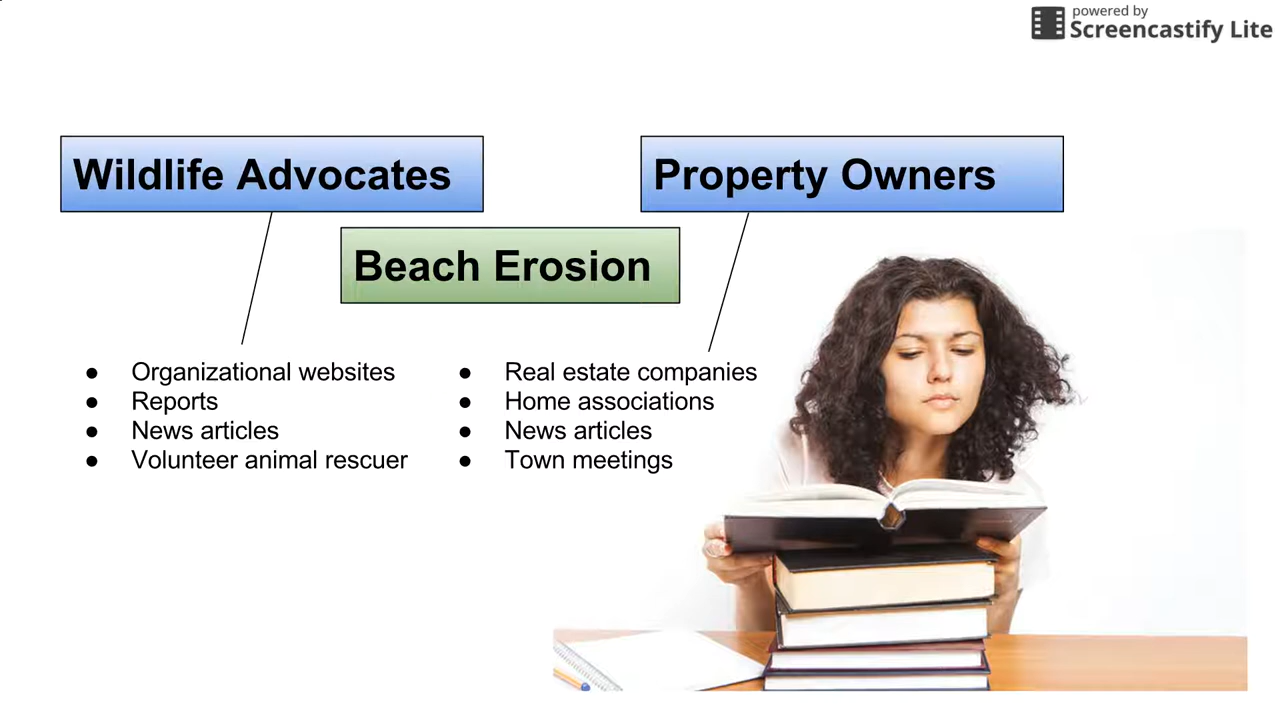 powered by
Screencastify Lite
Wildlife Advocates
Property Owners
Beach Erosion
● Organizational websites
● Reports
● News articles
● Volunteer animal rescuer
● Real estate companies
● Home associations
● News articles
● Town meetings